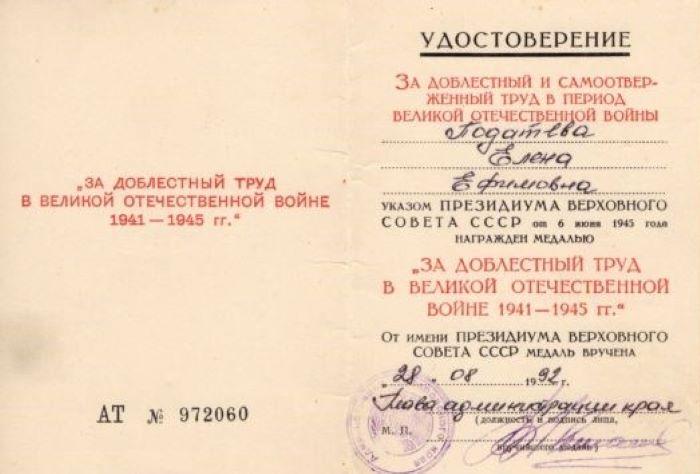 „ЗА ДОБЛЕСТНЫЙ ТРУД
В ВЕЛИКОЙ ОТЕЧЕСТВЕННОЙ ВОЙНЕ
1941 — 1945 гг.“
АТ № 972060
УДОСТОВЕРЕНИЕ
ЗА ДОБЛЕСТНЫЙ И САМООТВЕР-
ЖЕННЫЙ ТРУД В ПЕРИОД
ВЕЛИКОЙ ОТЕЧЕСТВЕННОЙ ВОЙНЫ
Податева
Елена
Ефимовна
УКАЗОМ ПРЕЗИДИУМА ВЕРХОВНОГО
СОВЕТА СССР от 6 июня 1945 года
НАГРАЖДЕН МЕДАЛЬЮ
„ЗА ДОБЛЕСТНЫЙ ТРУД
В ВЕЛИКОЙ ОТЕЧЕСТВЕННОЙ
ВОЙНЕ 1941—1945 гг.“
ОТ ИМЕНИ ПРЕЗИДИУМА ВЕРХОВНОГО
СОВЕТА СССР МЕДАЛЬ ВРУЧЕНА
„28“ 08 1992 г.
Глава администрации края
(должность и подпись лица,
М. П.
вручившего медаль)